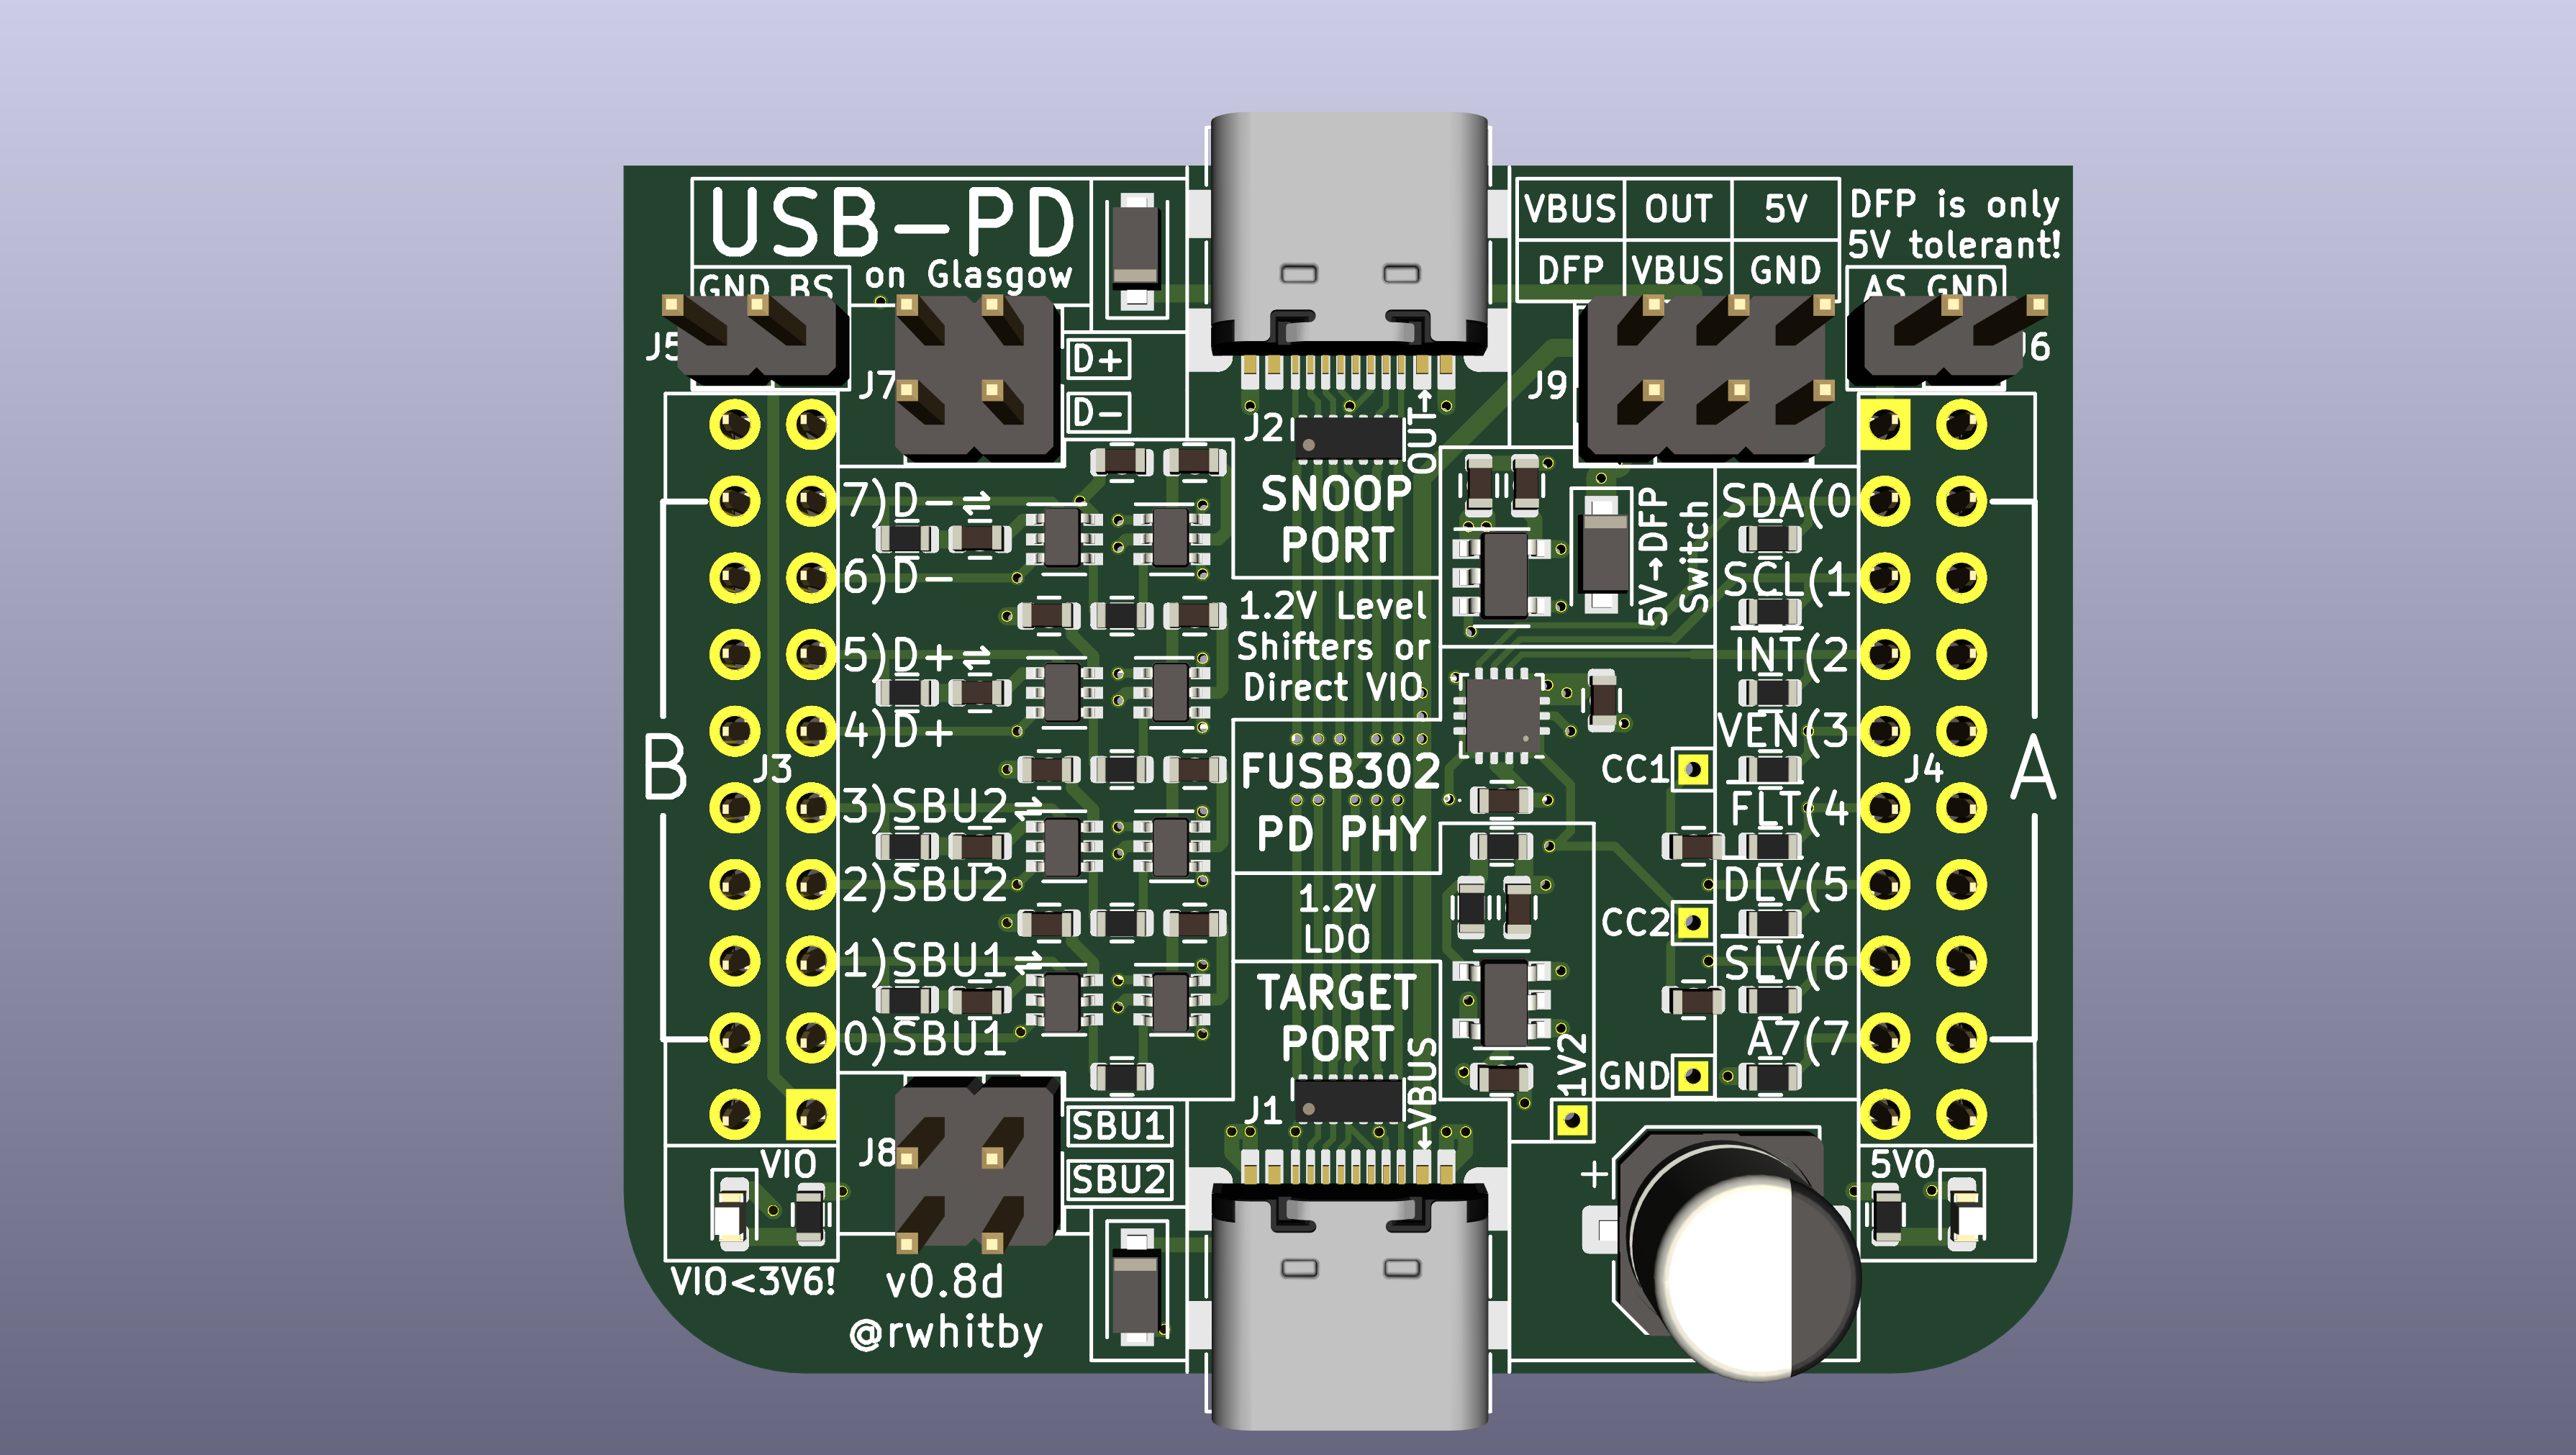 USB-PD
on Glasgow
GND BS
J5
J7
D+
D-
VBUS OUT 5V
DFP VBUS GND
DFP is only
5V tolerant!
AS GND
J6
J9
J2
OUT→
SNOOP
PORT
5V→DFP
Switch
1.2V Level
Shifters or
Direct VIO
FUSB302
PD PHY
1.2V
LDO
TARGET
PORT
J1
←VBUS
1V2
B
J3
7)D-⇌
6)D-
5)D+⇌
4)D+
3)SBU2⇌
2)SBU2
1)SBU1⇌
0)SBU1
CC1
CC2
GND
SDA(0
SCL(1
INT(2
VEN(3
FLT(4
DLV(5
SLV(6
A7(7
J4
A
J8
SBU1
SBU2
VIO
VIO<3V6!
v0.8d
@rwhitby
+
5V0